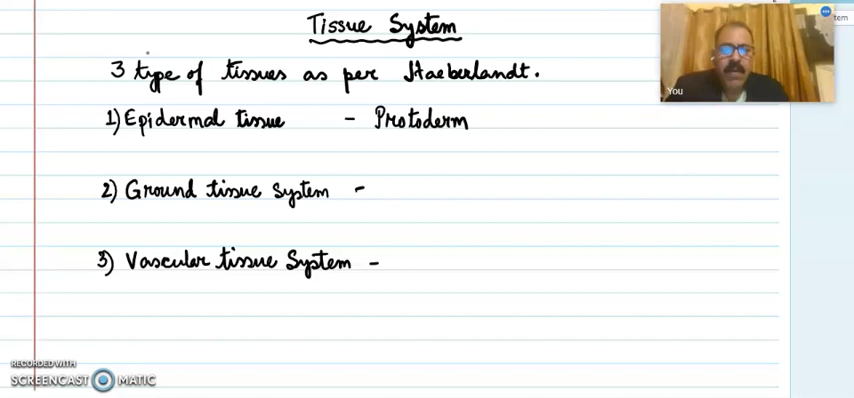 Tissue System
tem
3 type of tissues as per Haeberlandt.
You
1) Epidermal tissue - Protoderm
2) Ground tissue System -
3) Vascular tissue System -
RECORDED WITH
SCREENCAST MATIC